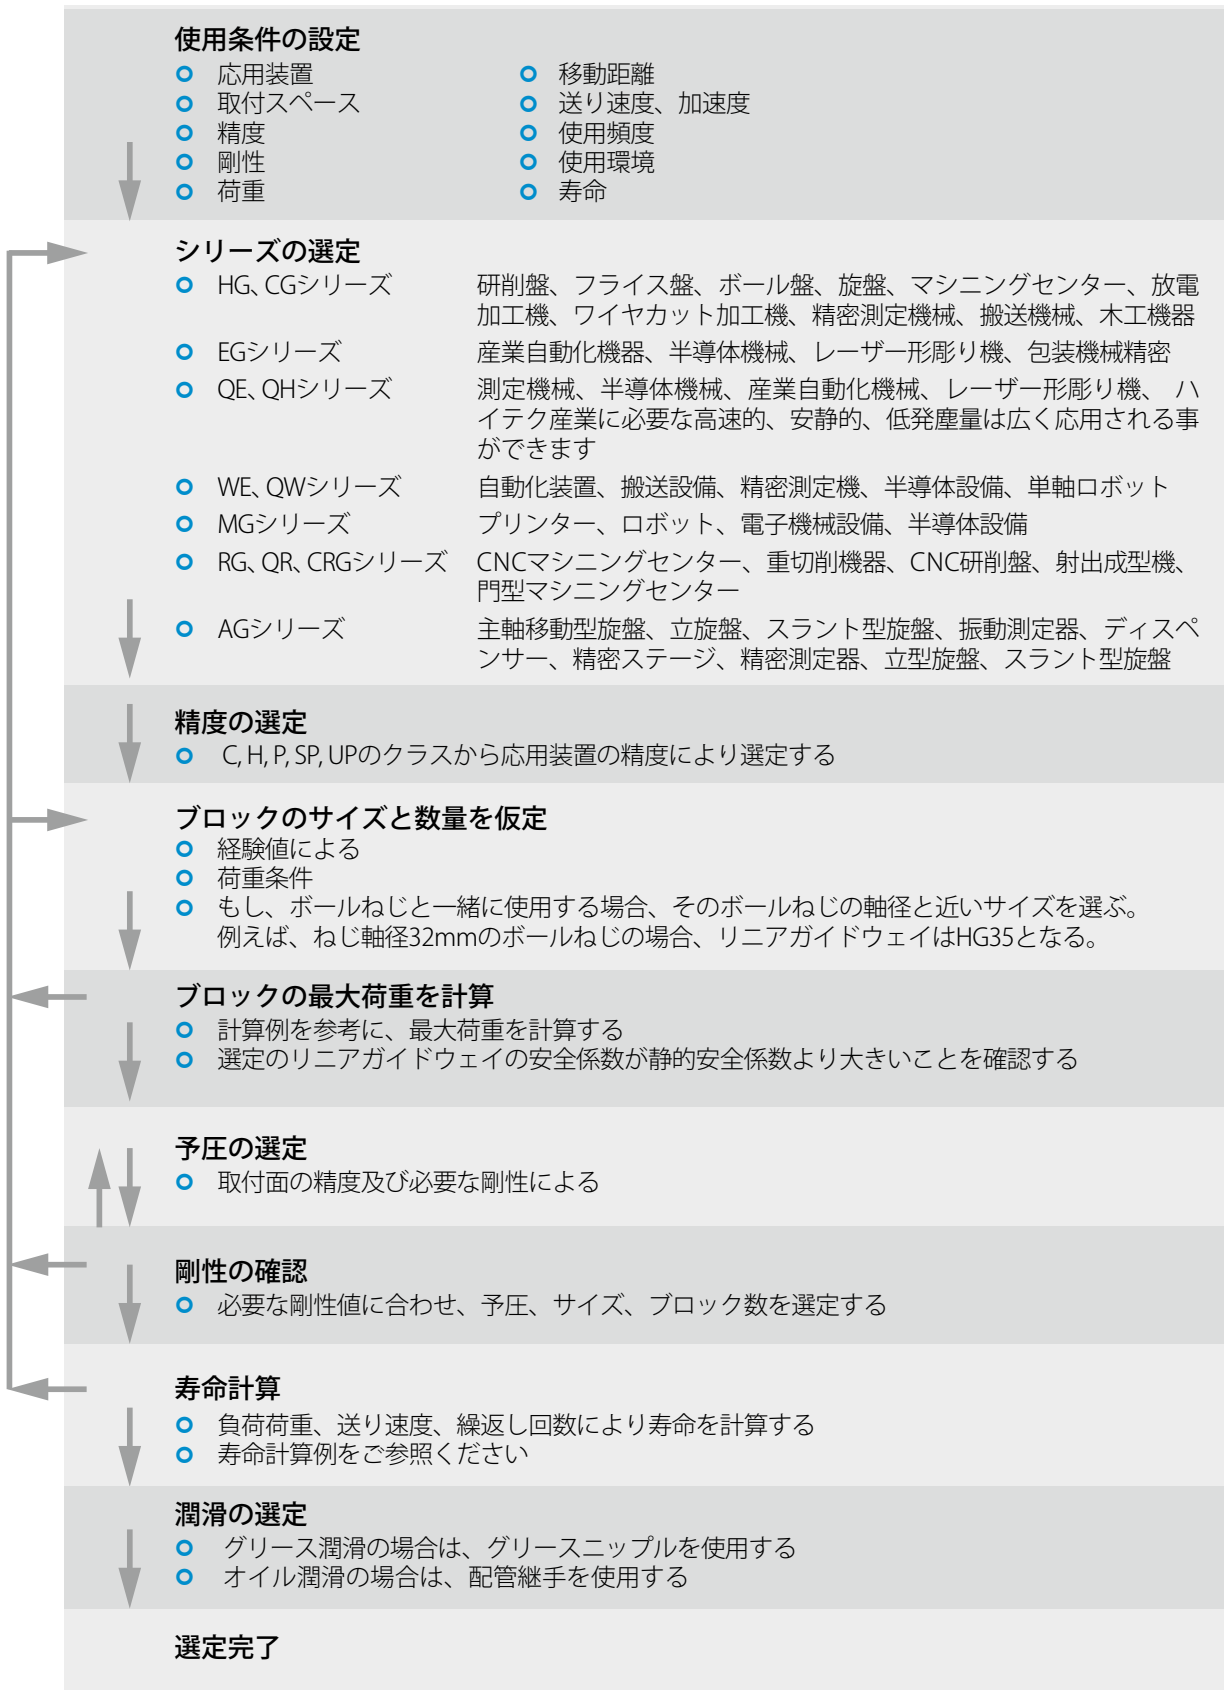 使用条件の設定
応用装置
取付スペース
精度
剛性
荷重
移動距離
送り速度、加速度
使用頻度
使用環境
寿命
シリーズの選定
HG、CGシリーズ 研削盤、フライス盤、ボール盤、旋盤、マシニングセンター、放電
加工機、ワイヤカット加工機、精密測定機械、搬送機械、木工機器
EGシリーズ 産業自動化機器、半導体機械、レーザー形彫り機、包装機械精密
QE、QHシリーズ 測定機械、半導体機械、産業自動化機械、レーザー形彫り機、 ハ
イテク産業に必要な高速的、安静的、低発塵量は広く応用される事
ができます
WE、QWシリーズ 自動化装置、搬送設備、精密測定機、半導体設備、単軸ロボット
MGシリーズ プリンター、ロボット、電子機械設備、半導体設備
RG、QR、CRGシリーズ CNCマシニングセンター、重切削機器、CNC研削盤、射出成型機、
門型マシニングセンター
AGシリーズ 主軸移動型旋盤、立旋盤、スラント型旋盤、振動測定器、ディスペ
ンサー、精密ステージ、精密測定器、立型旋盤、スラント型旋盤
精度の選定
C, H, P, SP, UPのクラスから応用装置の精度により選定する
ブロックのサイズと数量を仮定
経験値による
荷重条件
もし、ボールねじと一緒に使用する場合、そのボールねじの軸径と近いサイズを選ぶ。
例えば、ねじ軸径32mmのボールねじの場合、リニアガイドウェイはHG35となる。
ブロックの最大荷重を計算
計算例を参考に、最大荷重を計算する
選定のリニアガイドウェイの安全係数が静的安全係数より大きいことを確認する
予圧の選定
取付面の精度及び必要な剛性による
剛性の確認
必要な剛性値に合わせ、予圧、サイズ、ブロック数を選定する
寿命計算
負荷荷重、送り速度、繰返し回数により寿命を計算する
寿命計算例をご参照ください
潤滑の選定
グリース潤滑の場合は、グリースニップルを使用する
オイル潤滑の場合は、配管継手を使用する
選定完了